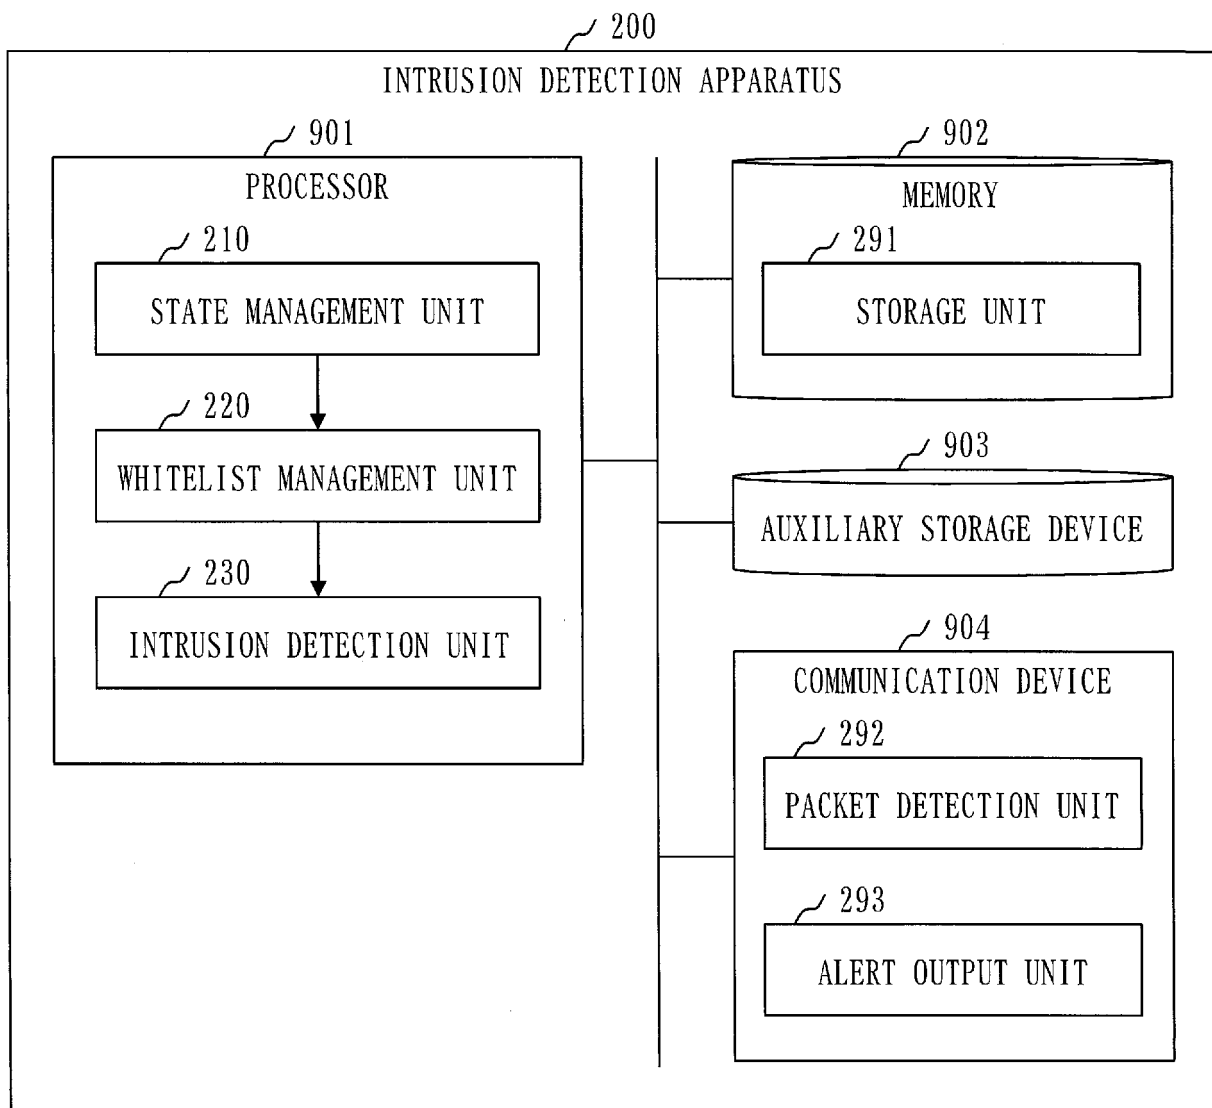 200
INTRUSION DETECTION APPARATUS
901
PROCESSOR
210
STATE MANAGEMENT UNIT
220
WHITELIST MANAGEMENT UNIT
230
INTRUSION DETECTION UNIT
902
MEMORY
291
STORAGE UNIT
903
AUXILIARY STORAGE DEVICE
904
COMMUNICATION DEVICE
292
PACKET DETECTION UNIT
293
ALERT OUTPUT UNIT